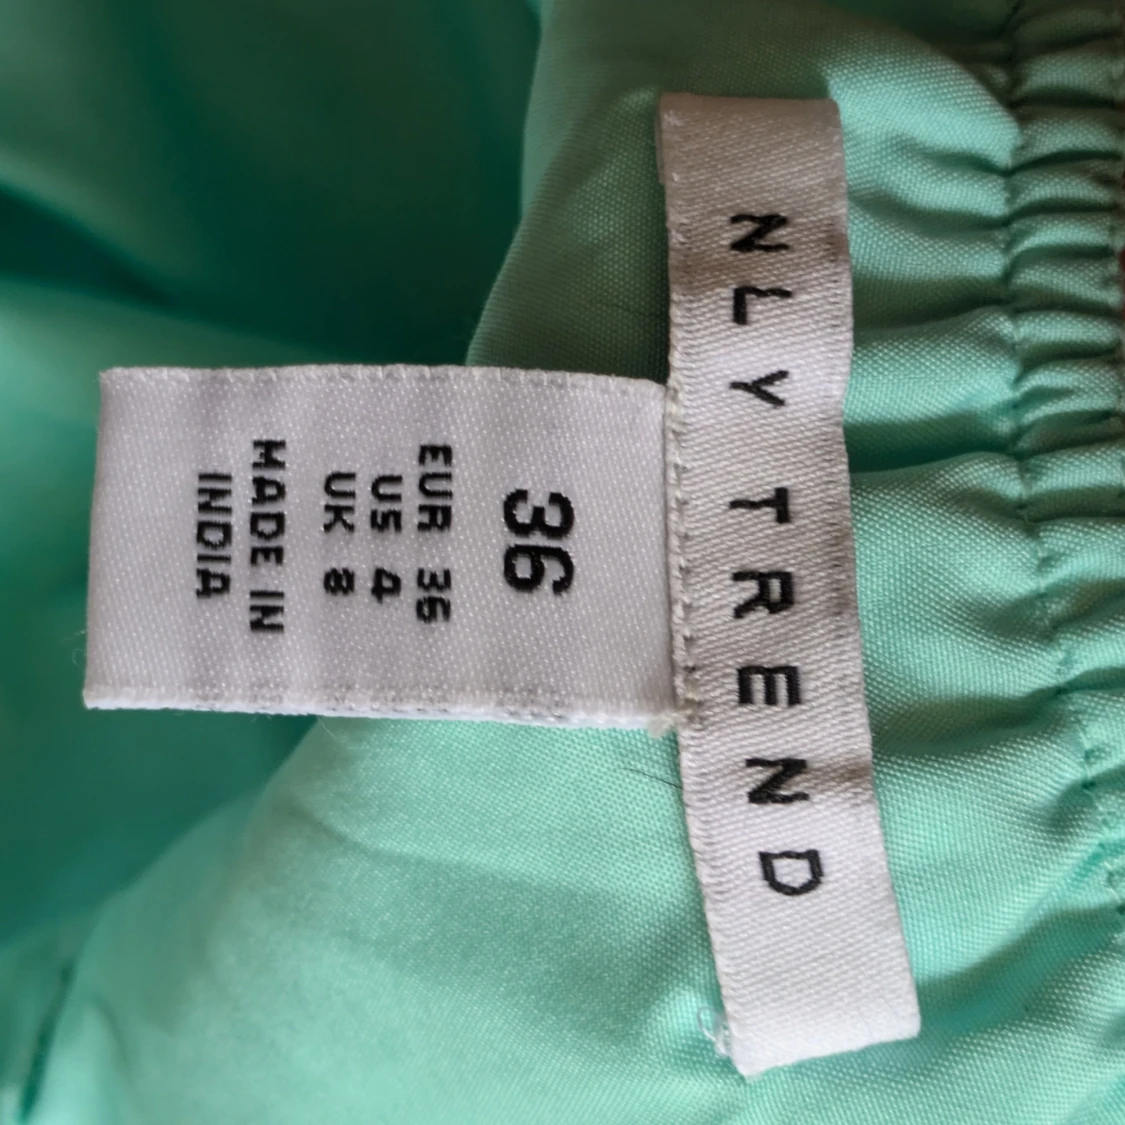 NLY TREND
36
EUR 36
US 4
UK 8
MADE IN
INDIA